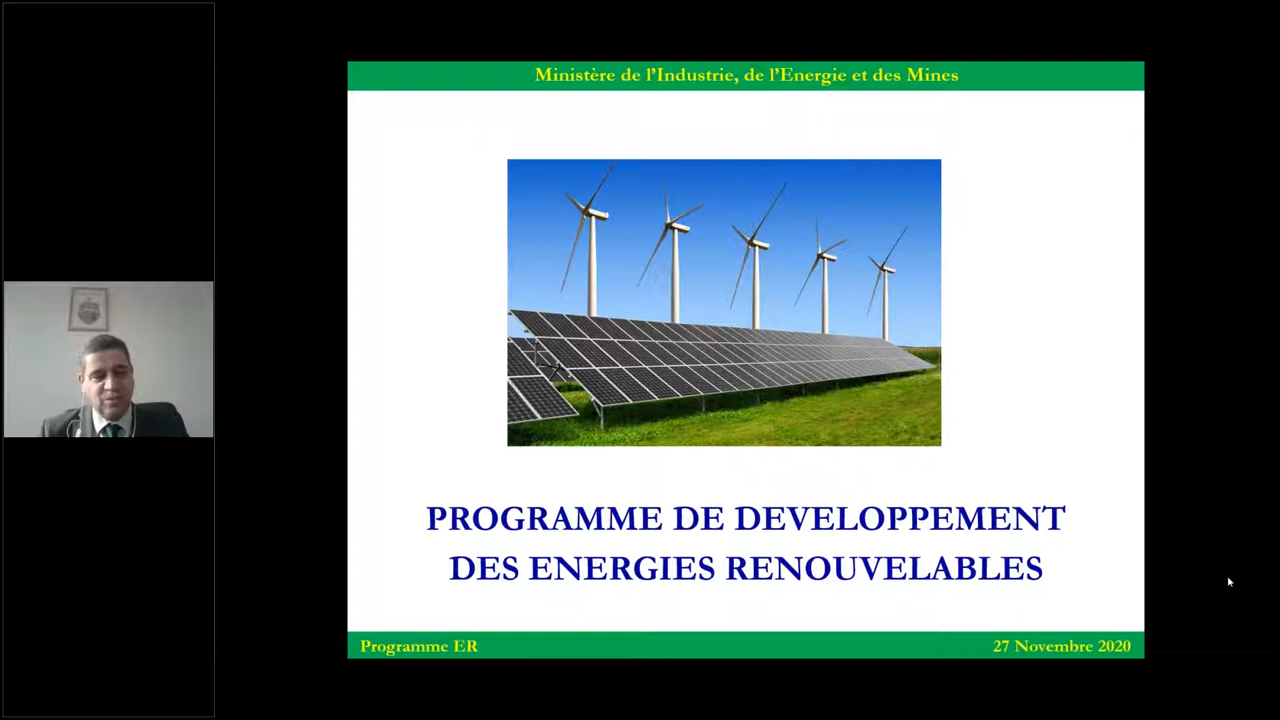 Ministère de l'Industrie, de l'Energie et des Mines
PROGRAMME DE DEVELOPPEMENT
DES ENERGIES RENOUVELABLES
Programme ER
27 Novembre 2020